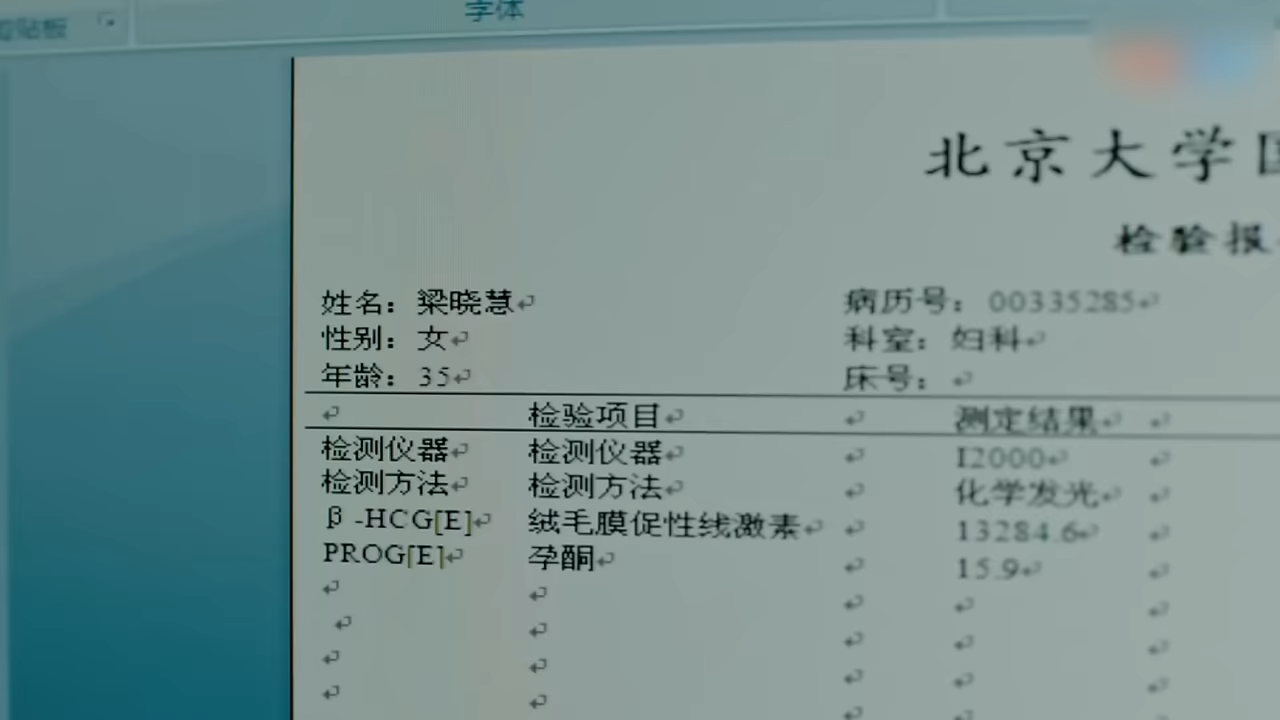 字体
北京大学
检验报
姓名：梁晓慧 病历号：00335285
性别：女 科室：妇科
年龄：35 床号：
检验项目 测定结果
检测仪器 检测仪器 I2000
检测方法 检测方法 化学发光
β-HCG[E] 绒毛膜促性线激素 13284.6
PROG[E] 孕酮 15.9